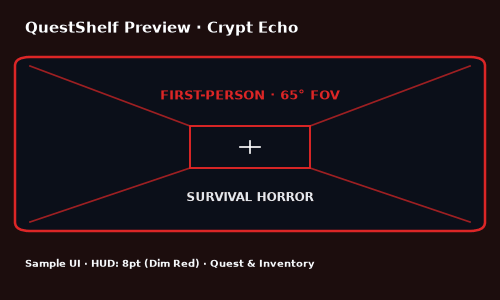 QuestShelf Preview · Crypt Echo
FIRST-PERSON · 65° FOV
SURVIVAL HORROR
Sample UI · HUD: 8pt (Dim Red) · Quest & Inventory